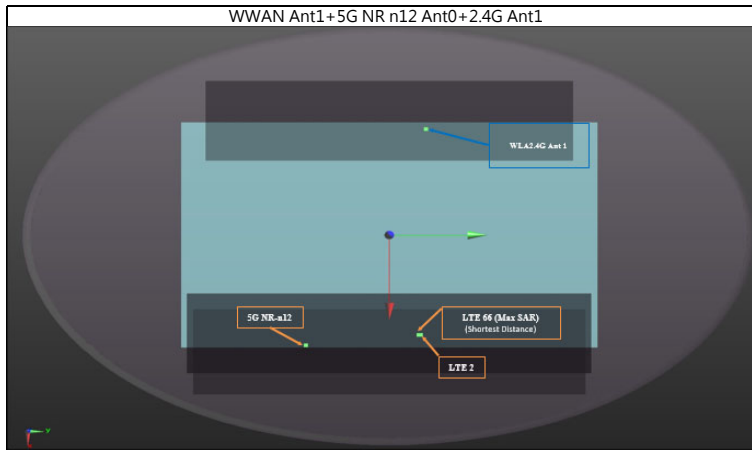 WWAN Ant1+5G NR n12 Ant0+2.4G Ant1
WLA2.4G Ant 1
5G NR-n12
LTE 66 (Max SAR)
(Shortest Distance)
LTE 2
Y